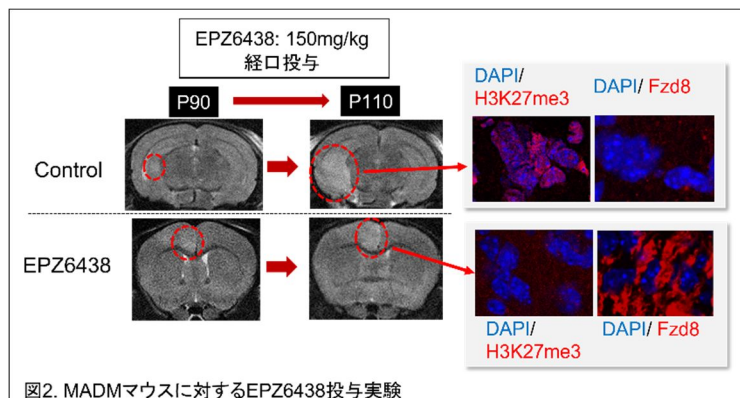 EPZ6438: 150mg/kg
経口投与
P90
P110
Control
EPZ6438
DAPI/
H3K27me3
DAPI/ Fzd8
DAPI/
H3K27me3
DAPI/ Fzd8
図2. MADMマウスに対するEPZ6438投与実験